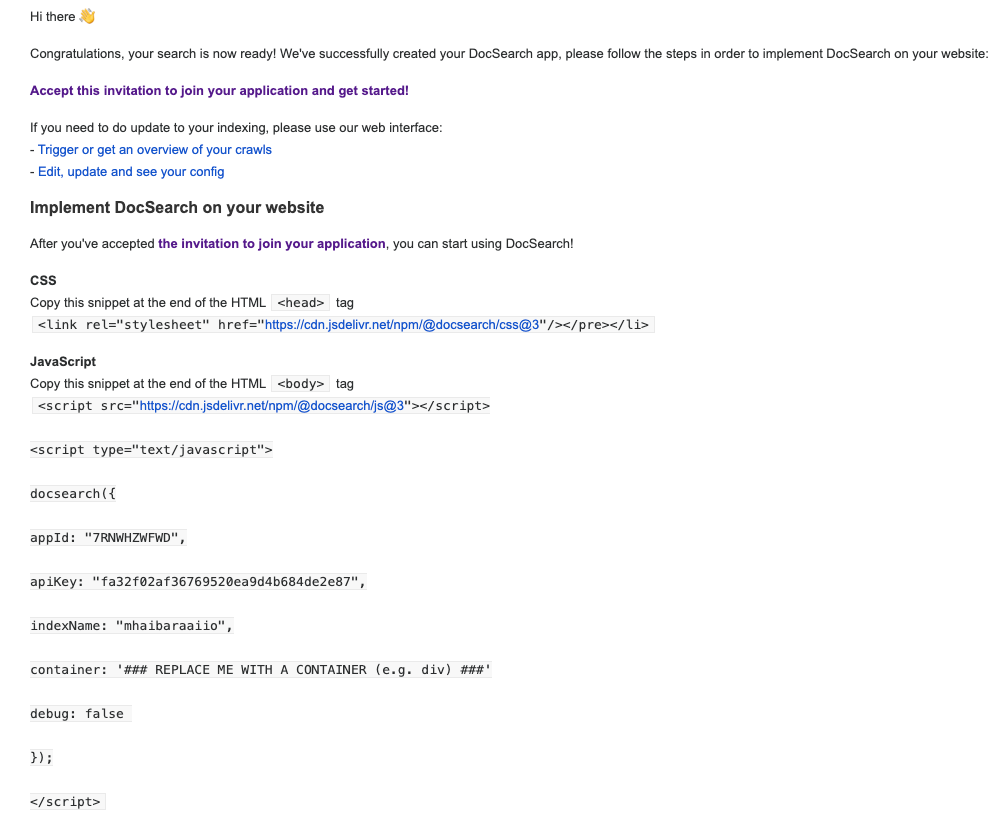 Hi there 👋
Congratulations, your search is now ready! We've successfully created your DocSearch app, please follow the steps in order to implement DocSearch on your website:
Accept this invitation to join your application and get started!
If you need to do update to your indexing, please use our web interface:
- Trigger or get an overview of your crawls
- Edit, update and see your config
Implement DocSearch on your website
After you've accepted the invitation to join your application, you can start using DocSearch!
CSS
Copy this snippet at the end of the HTML <head> tag
<link rel="stylesheet" href="https://cdn.jsdelivr.net/npm/@docsearch/css@3"/></pre></li>
JavaScript
Copy this snippet at the end of the HTML <body> tag
<script src="https://cdn.jsdelivr.net/npm/@docsearch/js@3"></script>
<script type="text/javascript">
docsearch({
appId: "7RNWHZWFWD",
apiKey: "fa32f02af36769520ea9d4b684de2e87",
indexName: "mhaibaraaiio",
container: '### REPLACE ME WITH A CONTAINER (e.g. div) ###'
debug: false
});
</script>